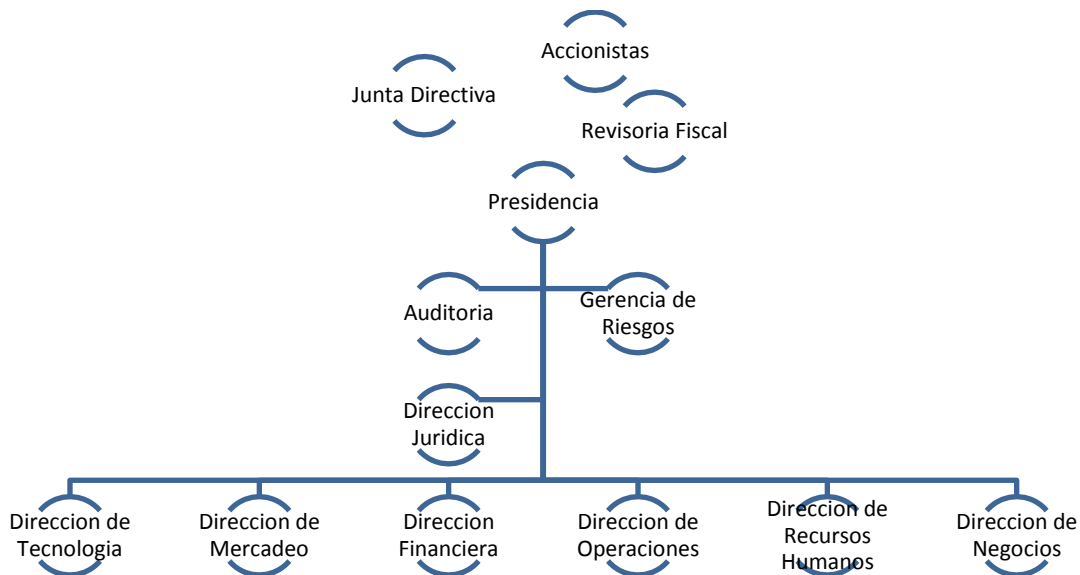 Accionistas
Junta Directiva
Revisoria Fiscal
Presidencia
Auditoria
Gerencia de
Riesgos
Direccion
Juridica
Direccion de
Tecnologia
Direccion de
Mercadeo
Direccion
Financiera
Direccion de
Operaciones
Direccion de
Recursos
Humanos
Direccion de
Negocios